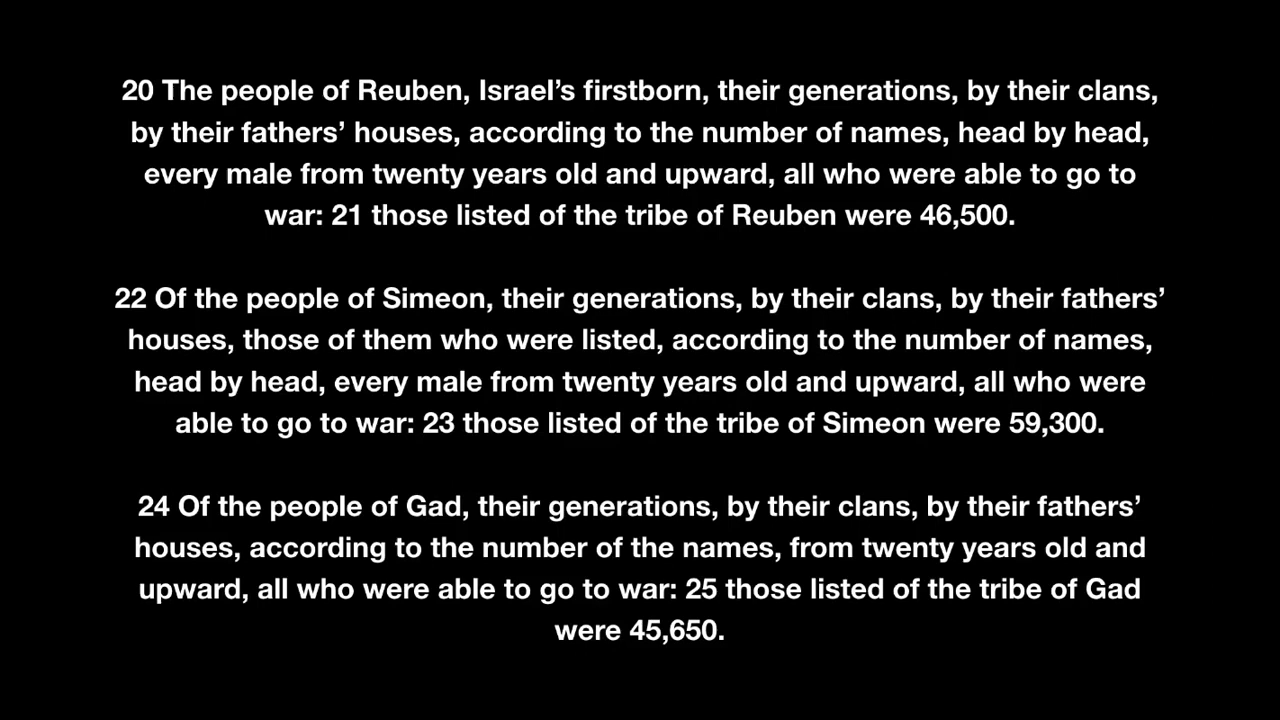 20 The people of Reuben, Israel’s firstborn, their generations, by their clans,
by their fathers’ houses, according to the number of names, head by head,
every male from twenty years old and upward, all who were able to go to
war: 21 those listed of the tribe of Reuben were 46,500.
22 Of the people of Simeon, their generations, by their clans, by their fathers’
houses, those of them who were listed, according to the number of names,
head by head, every male from twenty years old and upward, all who were
able to go to war: 23 those listed of the tribe of Simeon were 59,300.
24 Of the people of Gad, their generations, by their clans, by their fathers’
houses, according to the number of the names, from twenty years old and
upward, all who were able to go to war: 25 those listed of the tribe of Gad
were 45,650.